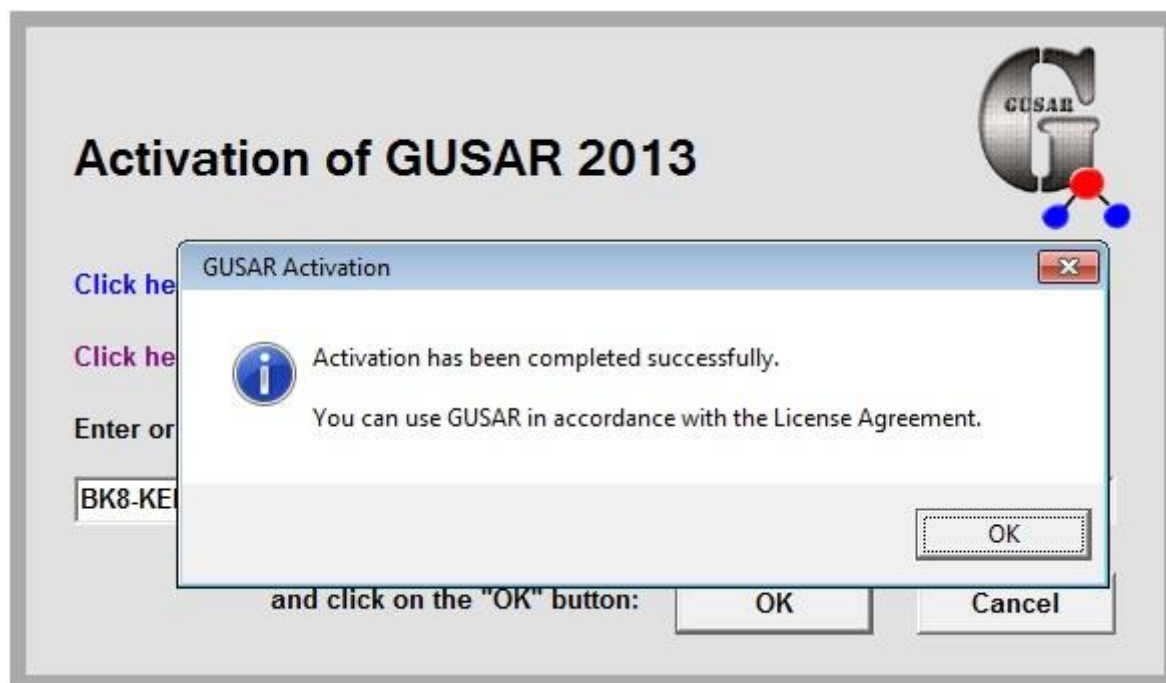 GUSAR
Activation of GUSAR 2013
GUSAR Activation
Click he
Activation has been completed successfully.
Click he
You can use GUSAR in accordance with the License Agreement.
Enter or
BK8-KE
OK
and click on the "OK" button:
OK
Cancel